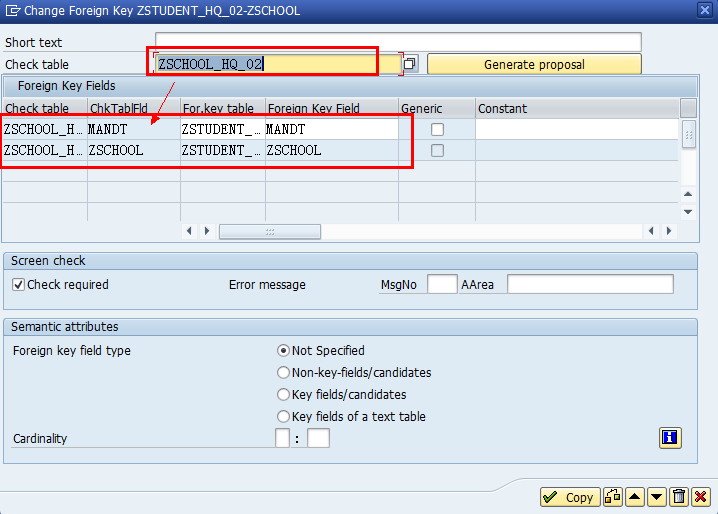 Change Foreign Key ZSTUDENT_HQ_02-ZSCHOOL
Short text
Check table ZSCHOOL_HQ_02 Generate proposal
Foreign Key Fields
Check table ChkTablFld For.key table Foreign Key Field Generic Constant
ZSCHOOL_H... MANDT ZSTUDENT_... MANDT
ZSCHOOL_H... ZSCHOOL ZSTUDENT_... ZSCHOOL
Screen check
Check required Error message MsgNo AArea
Semantic attributes
Foreign key field type Not Specified
Non-key-fields/candidates
Key fields/candidates
Key fields of a text table
Cardinality :
Copy